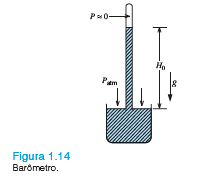 P ≈ 0
H₀
Pₐₜₘ
g
Figura 1.14
Barômetro.